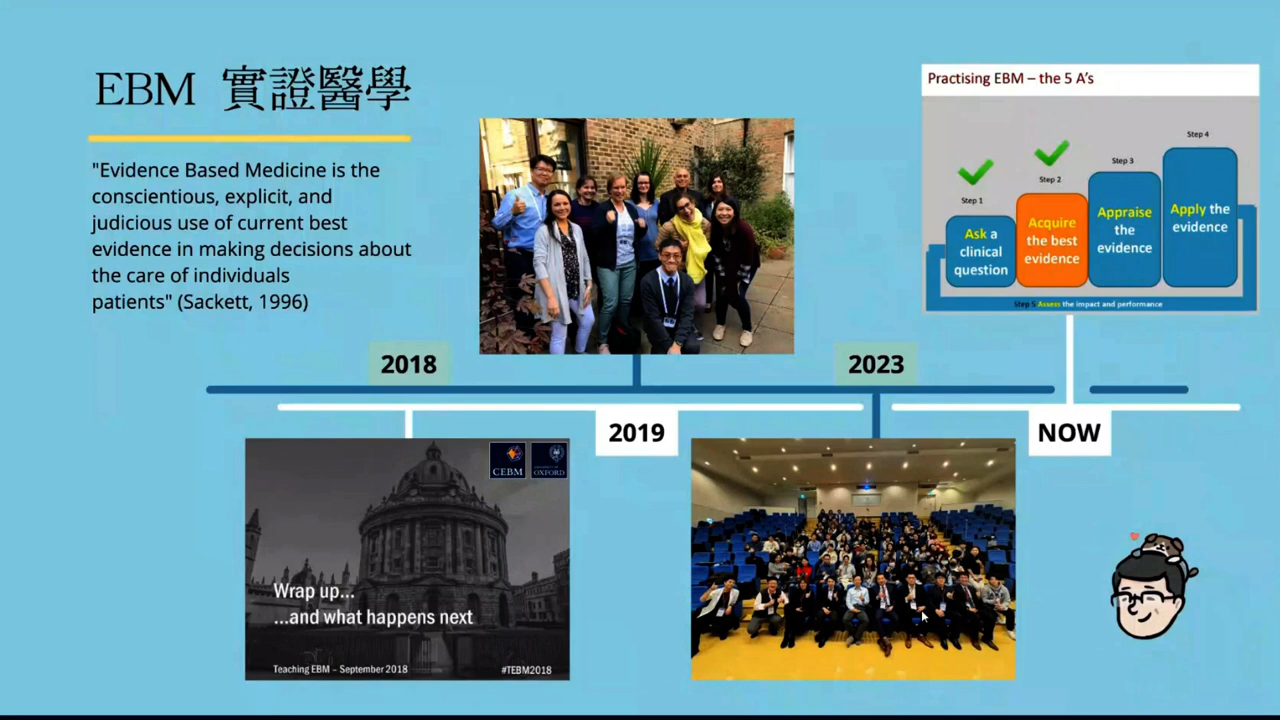 EBM 實證醫學
"Evidence Based Medicine is the
conscientious, explicit, and
judicious use of current best
evidence in making decisions about
the care of individuals
patients" (Sackett, 1996)
Practising EBM – the 5 A's
Step 1
Ask a
clinical
question
Step 2
Acquire
the best
evidence
Step 3
Appraise
the
evidence
Step 4
Apply the
evidence
Step 5 Assess the impact and performance
2018
2023
2019
NOW
CEBM
UNIVERSITY OF
OXFORD
Wrap up...
...and what happens next
Teaching EBM – September 2018
#TEBM2018